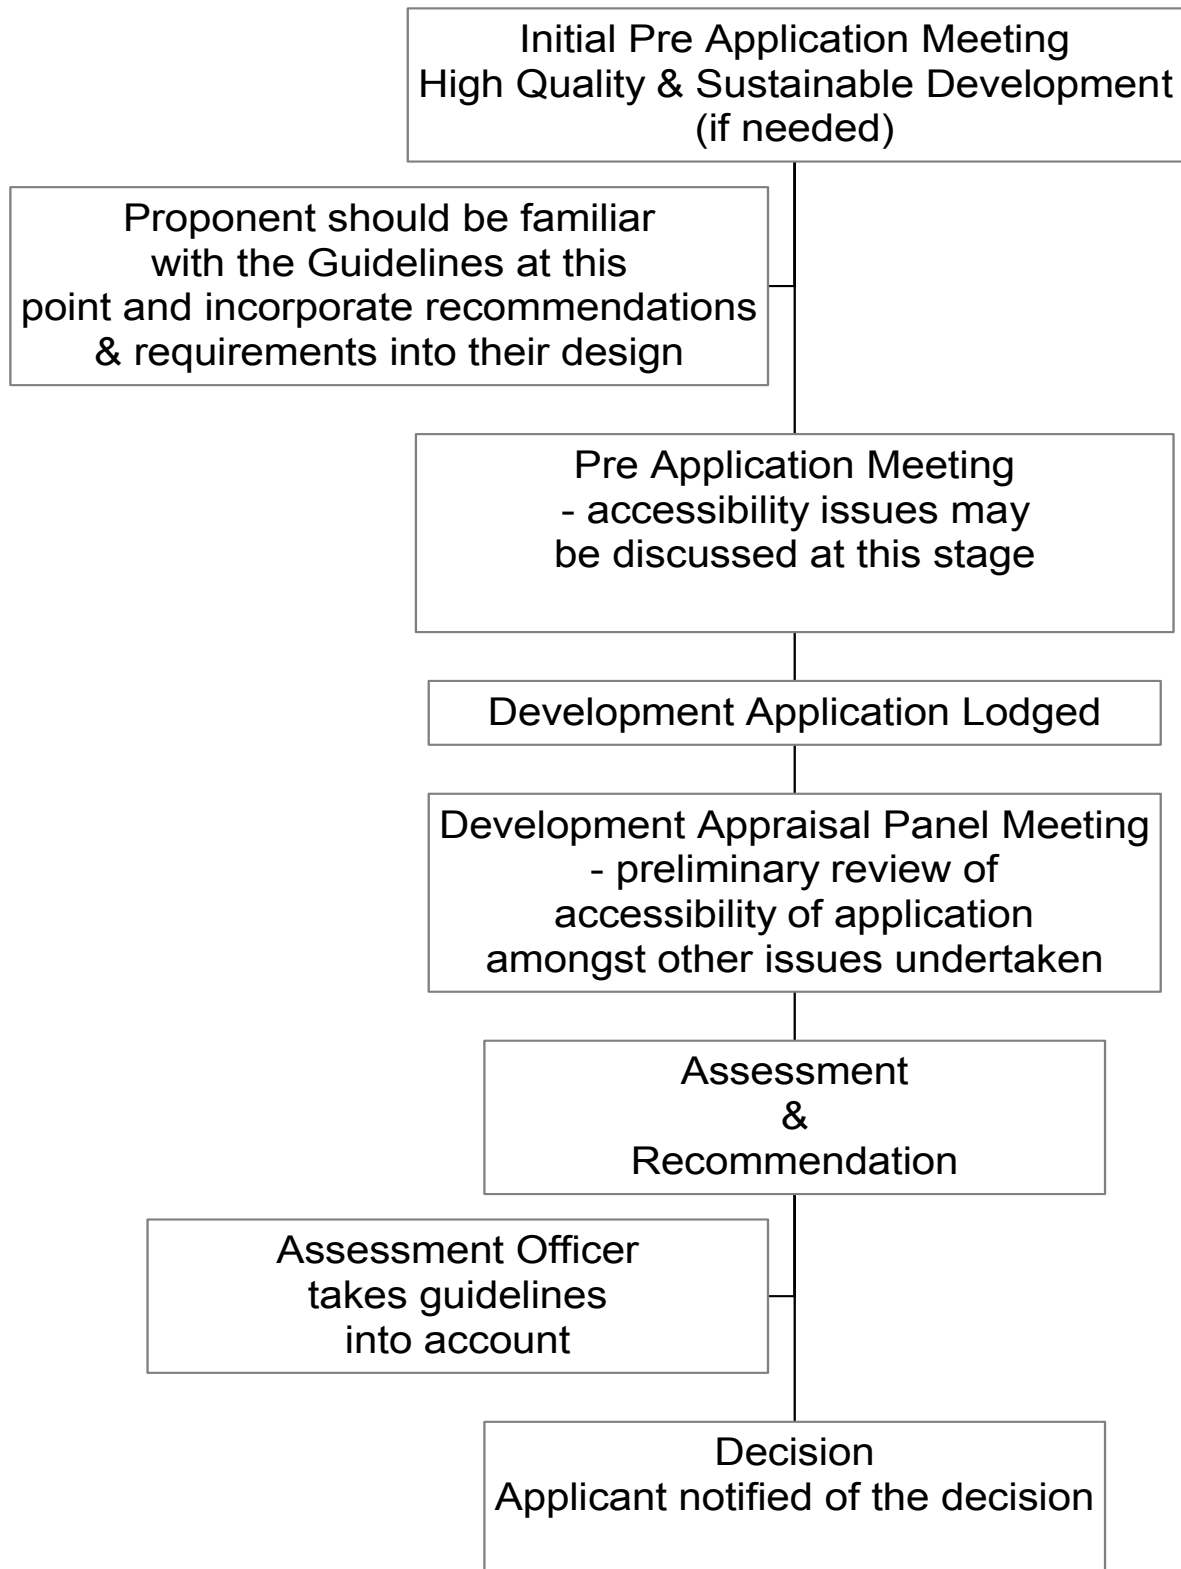 Initial Pre Application Meeting
High Quality & Sustainable Development
(if needed)
Proponent should be familiar
with the Guidelines at this
point and incorporate recommendations
& requirements into their design
Pre Application Meeting
- accessibility issues may
be discussed at this stage
Development Application Lodged
Development Appraisal Panel Meeting
- preliminary review of
accessibility of application
amongst other issues undertaken
Assessment
&
Recommendation
Assessment Officer
takes guidelines
into account
Decision
Applicant notified of the decision